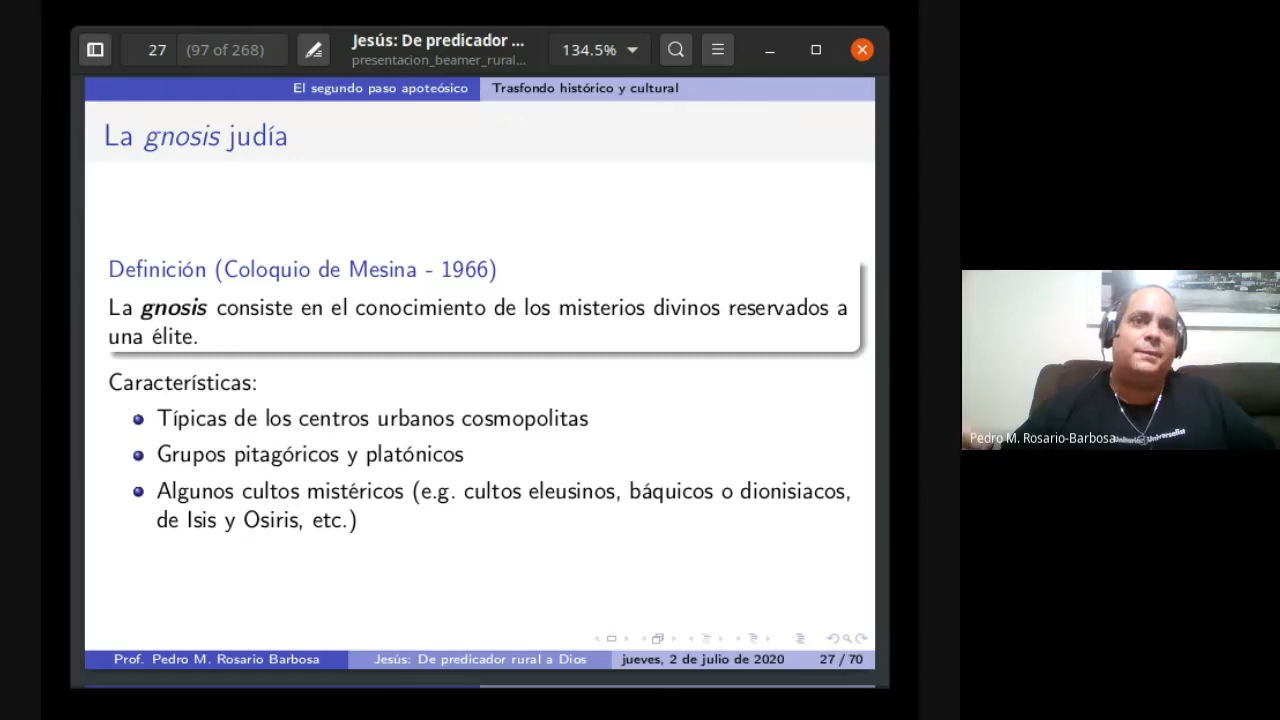 27 (97 of 268)
Jesús: De predicador ...
presentacion_beamer_rural...
134.5%
El segundo paso apoteósico
Trasfondo histórico y cultural
La gnosis judía
Definición (Coloquio de Mesina - 1966)
La gnosis consiste en el conocimiento de los misterios divinos reservados a
una élite.
Características:
Típicas de los centros urbanos cosmopolitas
Grupos pitagóricos y platónicos
Algunos cultos mistéricos (e.g. cultos eleusinos, báquicos o dionisiacos,
de Isis y Osiris, etc.)
Prof. Pedro M. Rosario Barbosa
Jesús: De predicador rural a Dios
jueves, 2 de julio de 2020
27 / 70
Pedro M. Rosario-Barbosa
Universalist